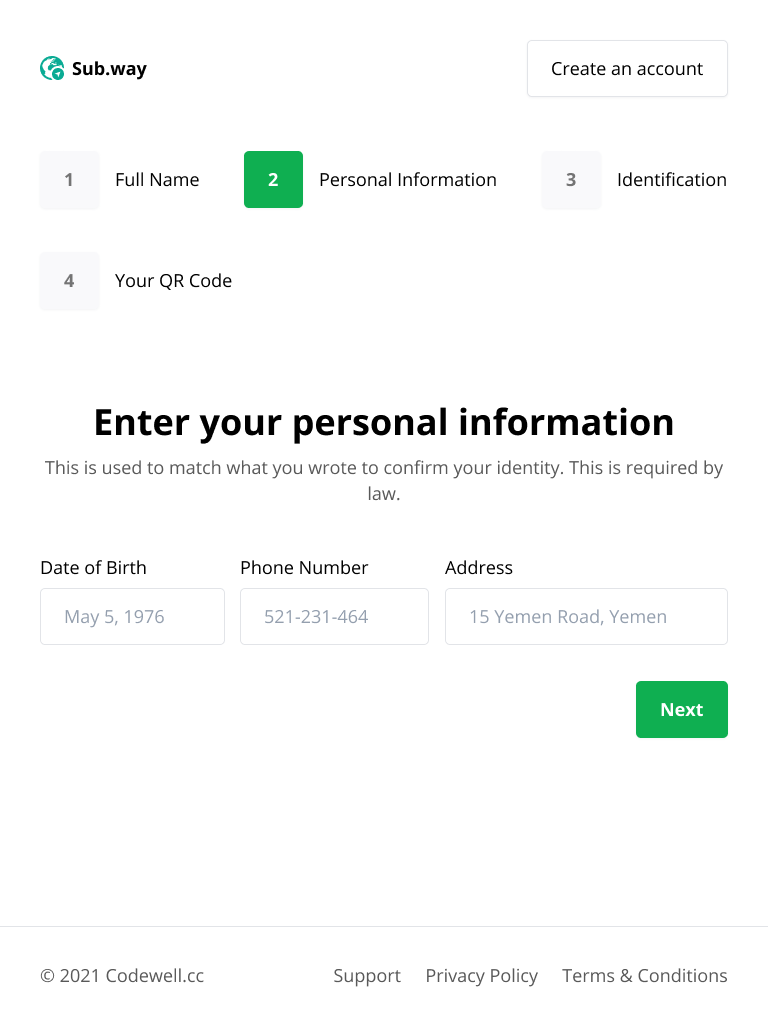 Sub.way
Create an account
1 Full Name
2 Personal Information
3 Identification
4 Your QR Code
Enter your personal information
This is used to match what you wrote to confirm your identity. This is required by
law.
Date of Birth Phone Number Address
May 5, 1976 521-231-464 15 Yemen Road, Yemen
Next
© 2021 Codewell.cc Support Privacy Policy Terms & Conditions